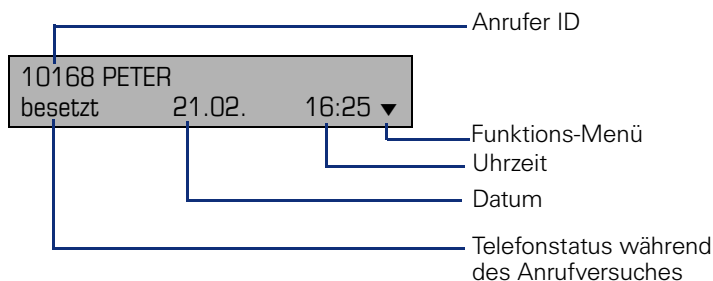 Anrufer ID
10168 PETER
besetzt 21.02. 16:25 ▼
Funktions-Menü
Uhrzeit
Datum
Telefonstatus während
des Anrufversuches